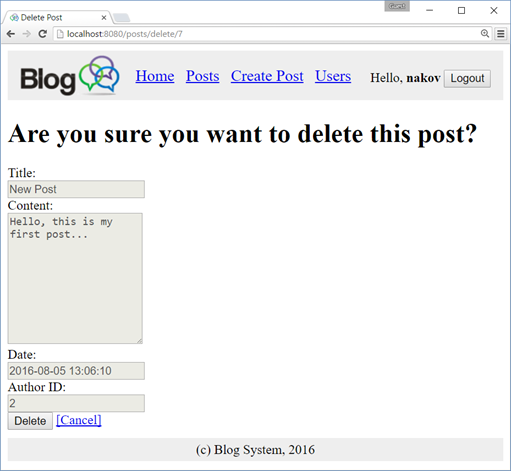 Guest
Delete Post
localhost:8080/posts/delete/7
Blog Home Posts Create Post Users Hello, nakov Logout
Are you sure you want to delete this post?
Title:
New Post
Content:
Hello, this is my
first post...
Date:
2016-08-05 13:06:10
Author ID:
2
Delete [Cancel]
(c) Blog System, 2016